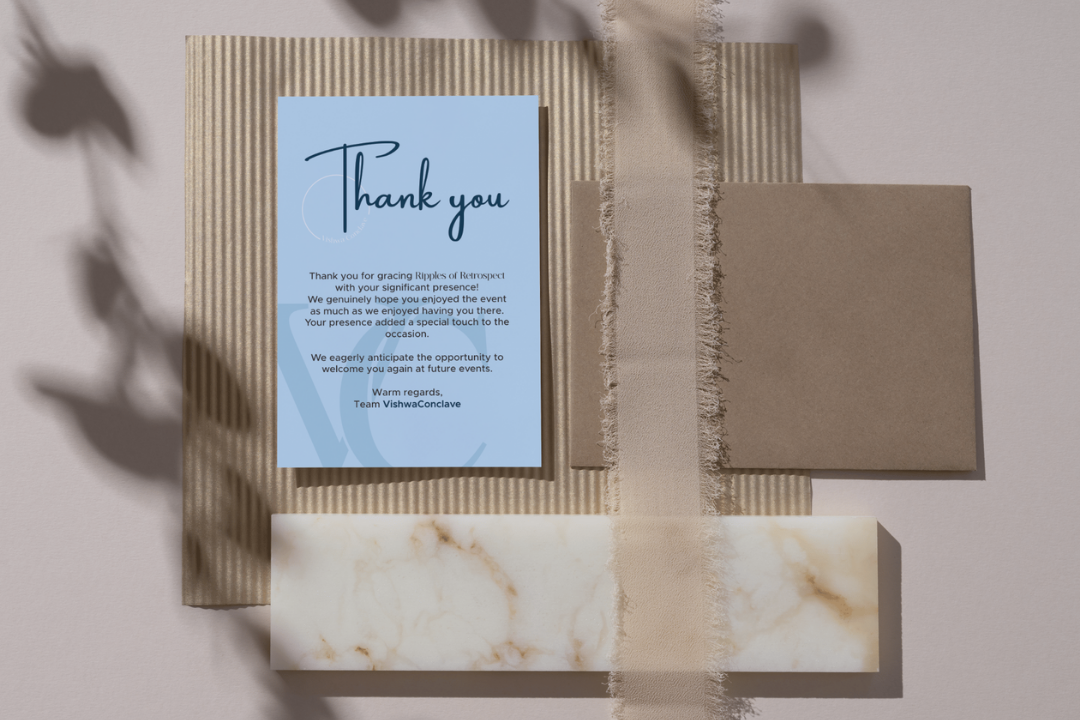 Thank you
Thank you for gracing Ripples of Retrospect
with your significant presence!
We genuinely hope you enjoyed the event
as much as we enjoyed having you there.
Your presence added a special touch to the
occasion.
We eagerly anticipate the opportunity to
welcome you again at future events.
Warm regards,
Team VishwaConclave
VC